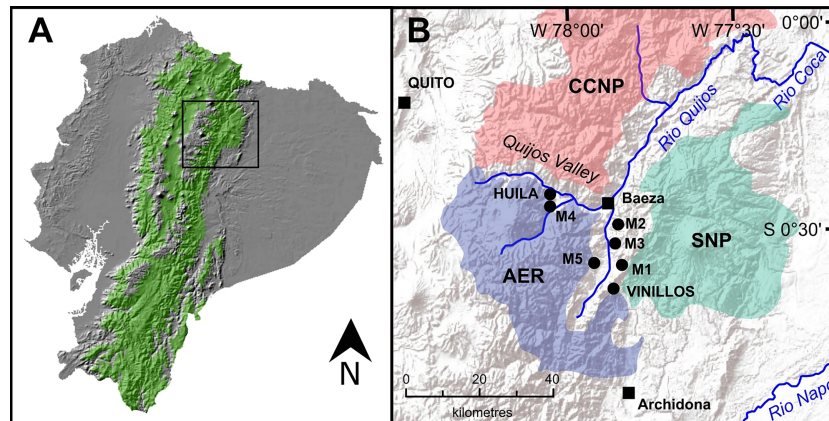 A
N
B
W 78°00'
W 77°30'
0°00'
QUITO
CCNP
Rio Coca
Rio Quijos
Quijos Valley
HUILA
Baeza
M4
M2
S 0°30'
M3
SNP
M5
M1
AER
VINILLOS
0 20 40
kilometres
Archidona
Rio Napo